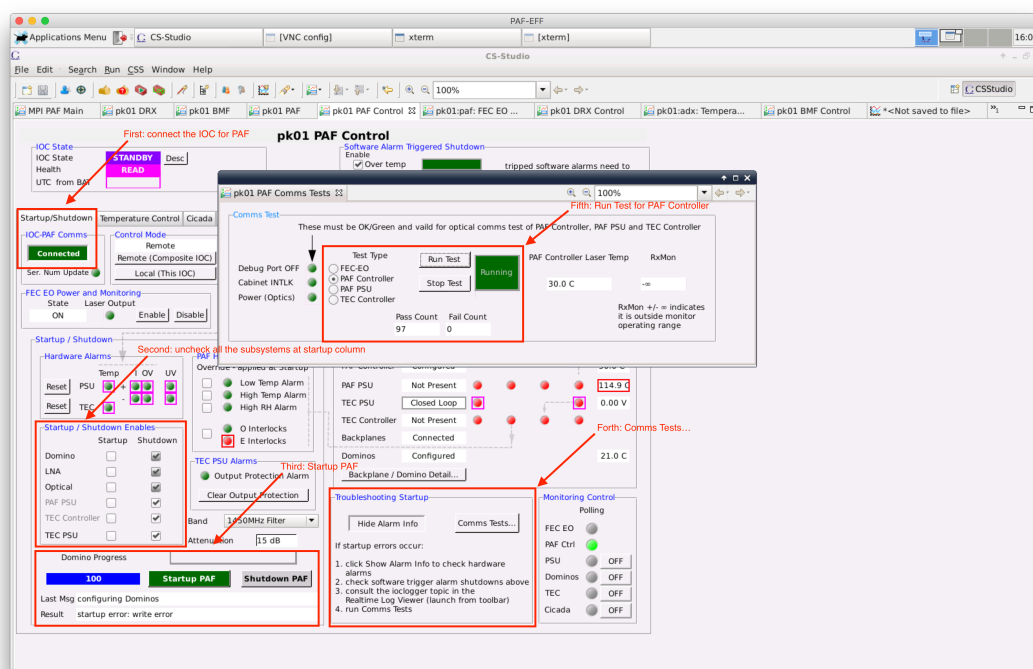 PAF-EFF
Applications Menu
CS-Studio
[VNC config]
xterm
[xterm]
16:0
CS-Studio
File Edit Search Run CSS Window Help
100%
CSStudio
MPI PAF Main
pk01 DRX
pk01 BMF
pk01 PAF
pk01 PAF Control
pk01:paf: FEC EO ...
pk01 DRX Control
pk01:adx: Tempera...
pk01 BMF Control
*<Not saved to file>
»1
First: connect the IOC for PAF
pk01 PAF Control
IOC State
IOC State
STANDBY
Desc
Health
READ
UTC from BAT
Software Alarm Triggered Shutdown
Enable
Over temp
tripped software alarms need to
Startup/Shutdown
Temperature Control
Cicada
IOC-PAF Comms
Connected
Ser. Num Update
Control Mode
Remote
Remote (Composite IOC)
Local (This IOC)
FEC EO Power and Monitoring
State
Laser Output
ON
Enable
Disable
pk01 PAF Comms Tests
100%
Fifth: Run Test for PAF Controller
Comms Test
These must be OK/Green and vaild for optical comms test of PAF Controller, PAF PSU and TEC Controller
Debug Port OFF
Cabinet INTLK
Power (Optics)
Test Type
FEC-EO
PAF Controller
PAF PSU
TEC Controller
Run Test
Stop Test
Running
Pass Count
Fail Count
97
0
PAF Controller Laser Temp
RxMon
30.0 C
-∞
RxMon +/- ∞ indicates
it is outside monitor
operating range
Startup / Shutdown
Second: uncheck all the subsystems at startup column
Hardware Alarms
Temp
I OV
UV
Reset
PSU
+
-
Reset
TEC
Override - applied at Startup
Low Temp Alarm
High Temp Alarm
High RH Alarm
O Interlocks
E Interlocks
PAF PSU
Not Present
114.9 C
TEC PSU
Closed Loop
0.00 V
TEC Controller
Not Present
Backplanes
Connected
Dominos
Configured
21.0 C
Backplane / Domino Detail...
Forth: Comms Tests...
Startup / Shutdown Enables
Startup
Shutdown
Domino
LNA
Optical
PAF PSU
TEC Controller
TEC PSU
TEC PSU Alarms
Output Protection Alarm
Clear Output Protection
Third: Startup PAF
Band
1450MHz Filter
Attenuation
15 dB
Domino Progress
100
Startup PAF
Shutdown PAF
Last Msg
configuring Dominos
Result
startup error: write error
Troubleshooting Startup
Hide Alarm Info
Comms Tests...
If startup errors occur:
1. click Show Alarm Info to check hardware
alarms
2. check software trigger alarm shutdowns above
3. consult the ioclogger topic in the
Realtime Log Viewer (launch from toolbar)
4. run Comms Tests
Monitoring Control
Polling
FEC EO
PAF Ctrl
PSU
OFF
Dominos
OFF
TEC
OFF
Cicada
OFF